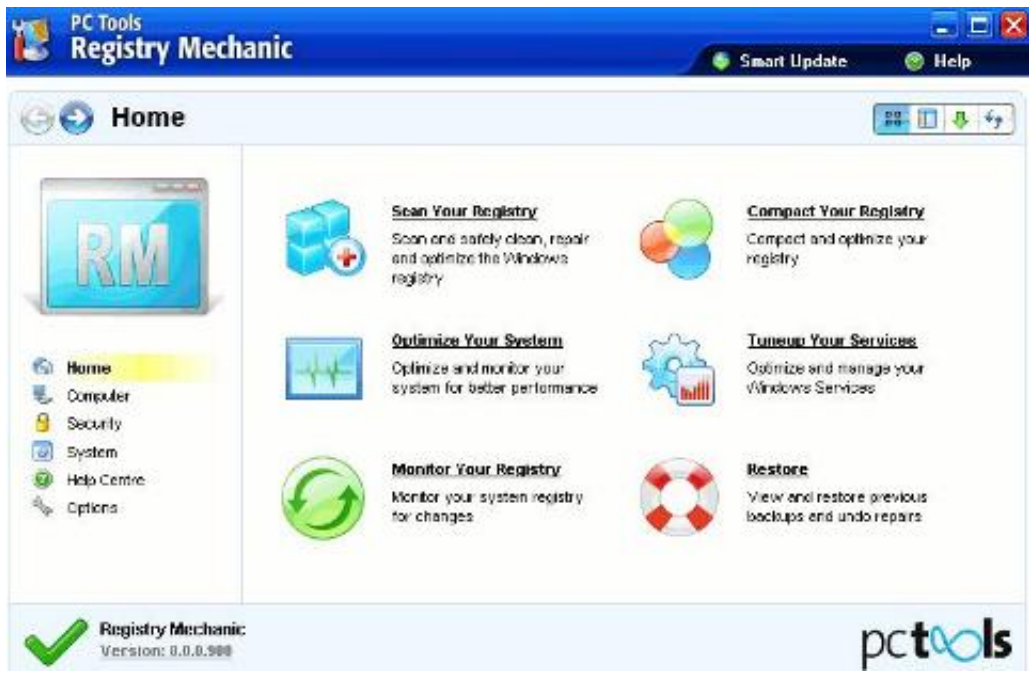 PC Tools
Registry Mechanic
Smart Update
Help
Home
RM
Home
Computer
Security
System
Help Centre
Options
Scan Your Registry
Scan and safely clean, repair
and optimize the Windows
registry
Compact Your Registry
Compact and optimize your
registry
Optimize Your System
Optimize and monitor your
system for better performance
Tuneup Your Services
Optimize and manage your
Windows Services
Monitor Your Registry
Monitor your system registry
for changes
Restore
View and restore previous
backups and undo repairs
Registry Mechanic
Version:
pctools